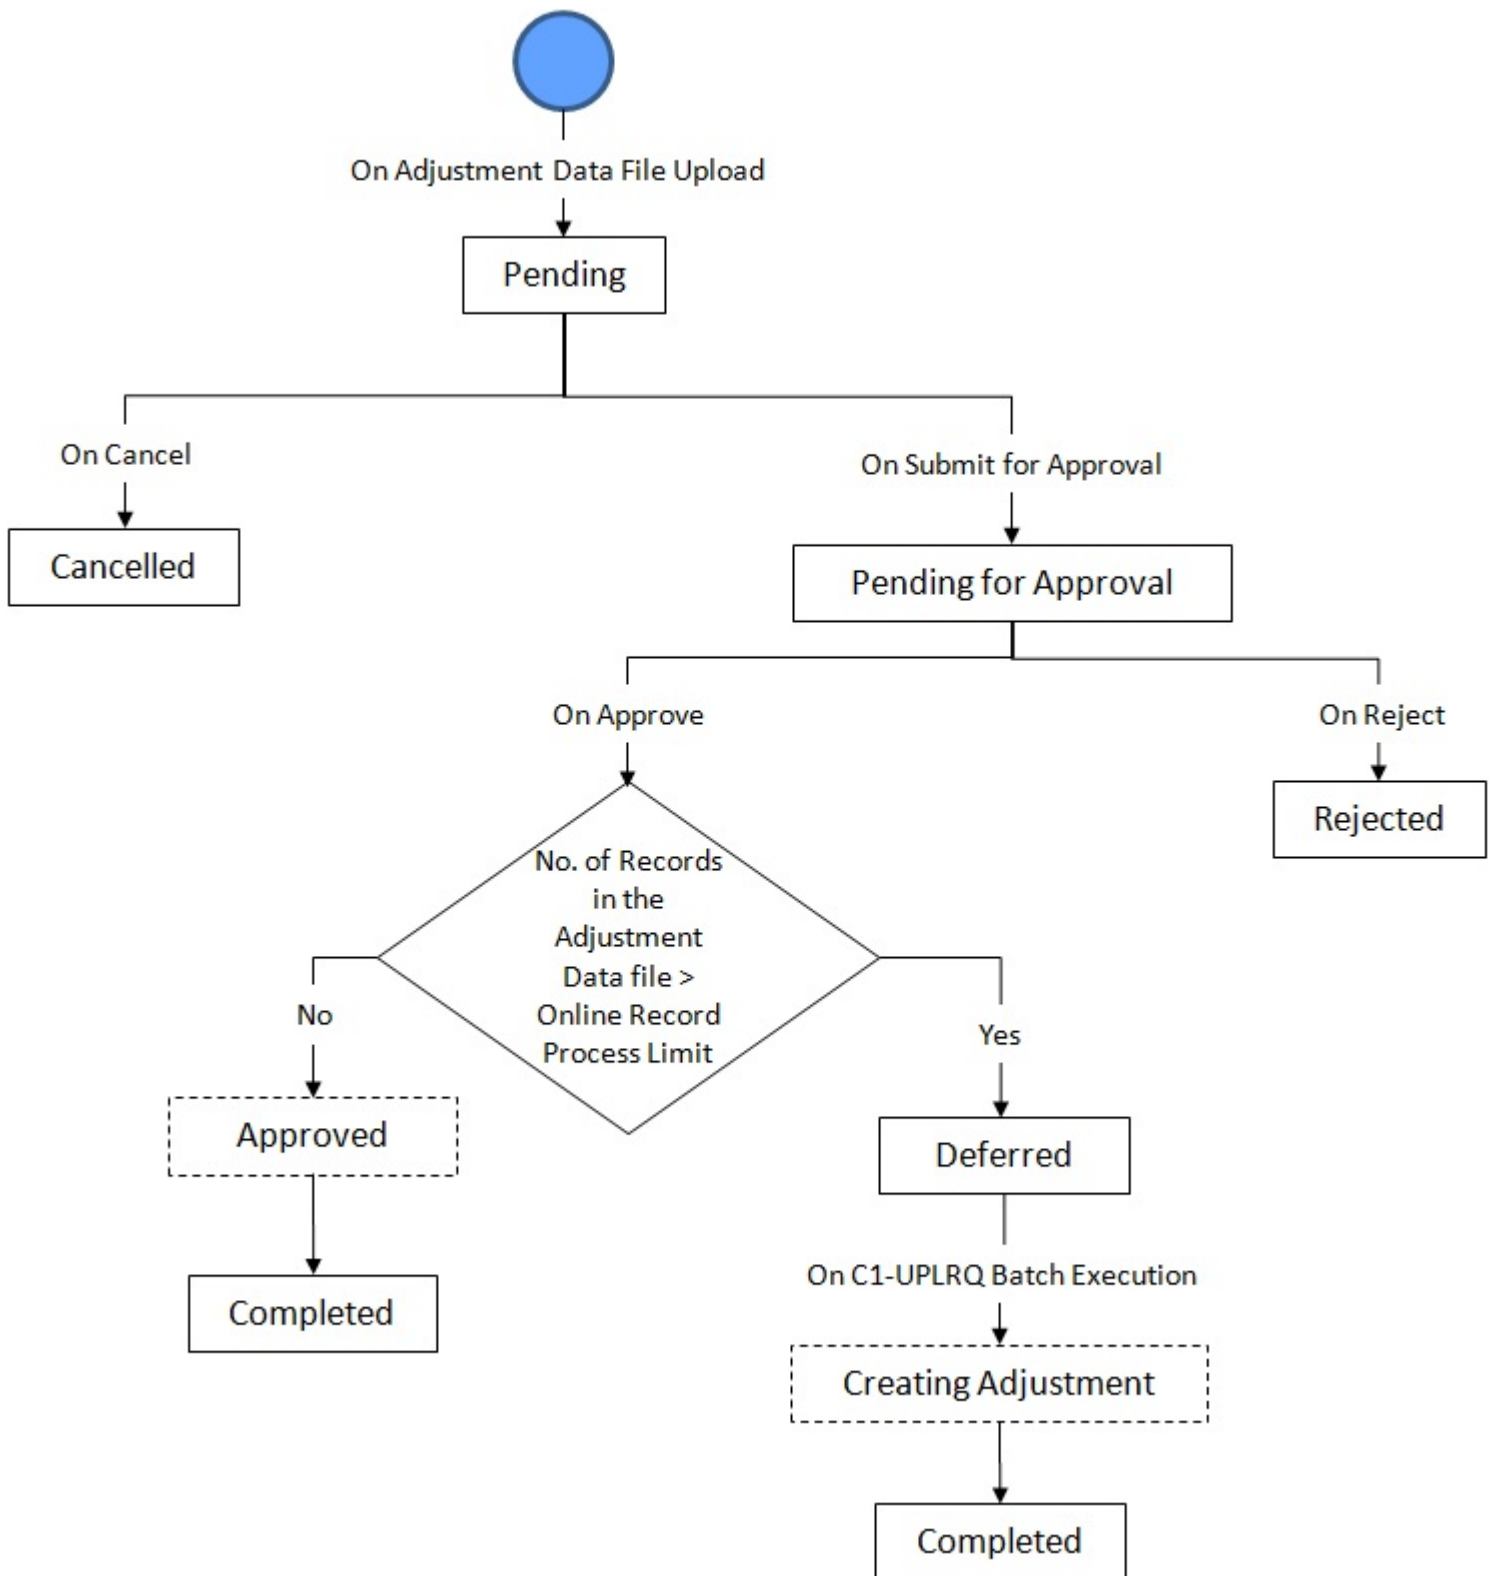 On Adjustment Data File Upload
Pending
On Cancel
On Submit for Approval
Cancelled
Pending for Approval
On Approve
On Reject
Rejected
No. of Records
in the
Adjustment
Data file >
Online Record
Process Limit
No
Yes
Approved
Deferred
On C1-UPLRQ Batch Execution
Completed
Creating Adjustment
Completed